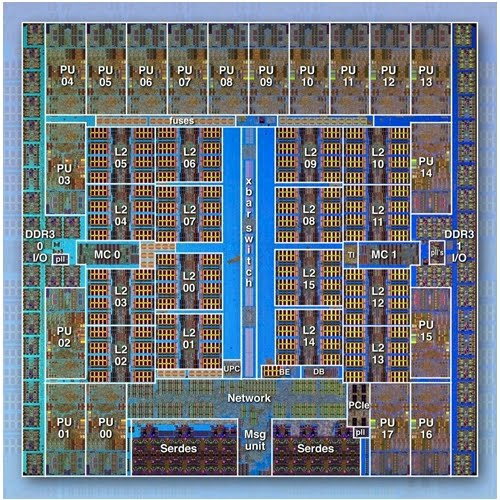 PU 04
PU 05
PU 06
PU 07
PU 08
PU 09
PU 10
PU 11
PU 12
PU 13
fuses
PU 03
L2 05
L2 06
L2 09
L2 10
PU 14
L2 04
L2 07
xbar switch
L2 08
L2 11
DDR3 0 I/O
pll
MC 0
TI
MC 1
pll's
DDR3 1 I/O
L2 03
L2 00
L2 15
L2 12
PU 02
L2 02
L2 01
L2 14
L2 13
PU 15
UPC
BE
DB
PU 01
PU 00
Network
PCIe
pll
PU 17
PU 16
Serdes
Msg unit
Serdes